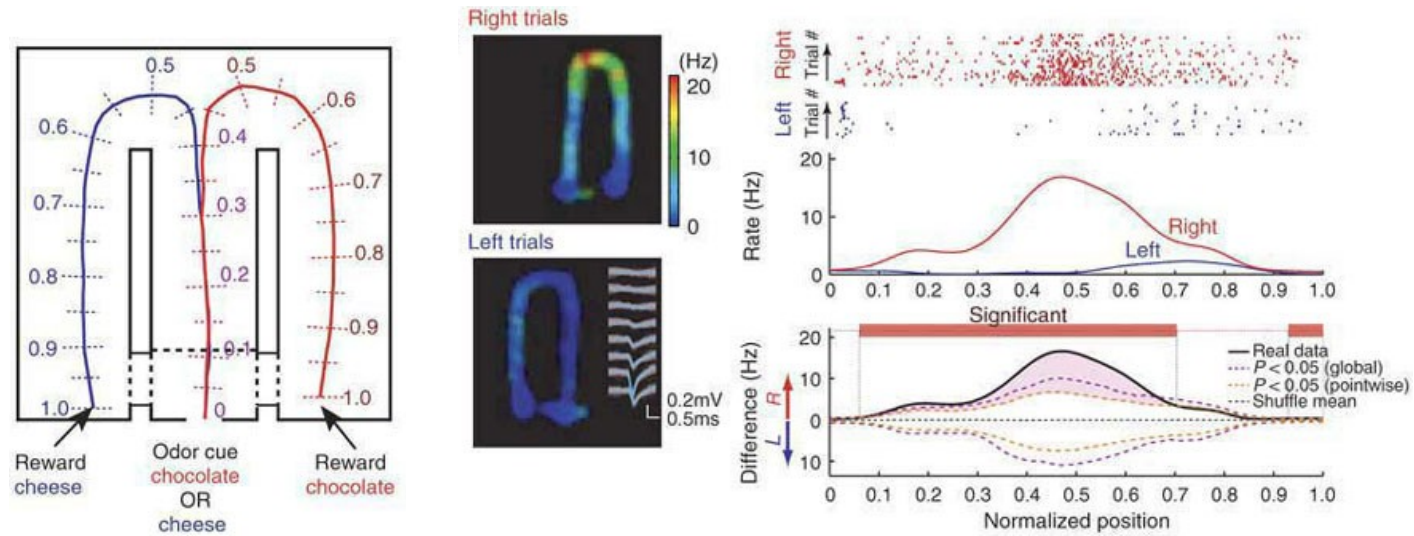 0.5
0.5
0.6
0.6
0.4
0.7
0.3
0.7
0.8
0.2
0.8
0.9
0.1
0.9
1.0
0
1.0
Reward
cheese
Odor cue
chocolate
OR
cheese
Reward
chocolate
Right trials
(Hz)
20
10
0
Left trials
0.2mV
0.5ms
Right
Trial #
Left
Trial #
Rate (Hz)
20
10
0
Right
Left
0 0.1 0.2 0.3 0.4 0.5 0.6 0.7 0.8 0.9 1.0
Significant
Difference (Hz)
20
10
0
10
R
L
Real data
P < 0.05 (global)
P < 0.05 (pointwise)
Shuffle mean
0 0.1 0.2 0.3 0.4 0.5 0.6 0.7 0.8 0.9 1.0
Normalized position